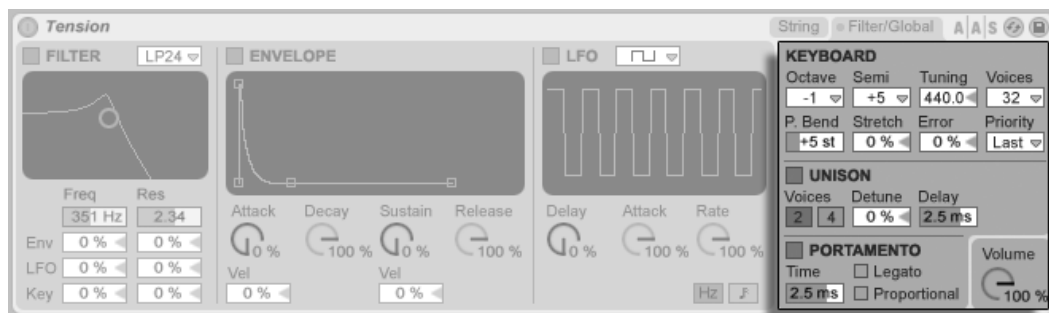 Tension
String Filter/Global A A S
FILTER LP24
Freq Res
351 Hz 2.34
Env 0 % 0 %
LFO 0 % 0 %
Key 0 % 0 %
ENVELOPE
Attack Decay Sustain Release
0 % 100 % 0 % 100 %
Vel Vel
0 % 0 %
LFO
Delay Attack Rate
0 % 100 % 100 %
Hz
KEYBOARD
Octave Semi Tuning Voices
-1 +5 440.0 32
P. Bend Stretch Error Priority
+5 st 0 % 0 % Last
UNISON
Voices Detune Delay
2 4 0 % 2.5 ms
PORTAMENTO
Time Legato
2.5 ms Proportional
Volume
100 %